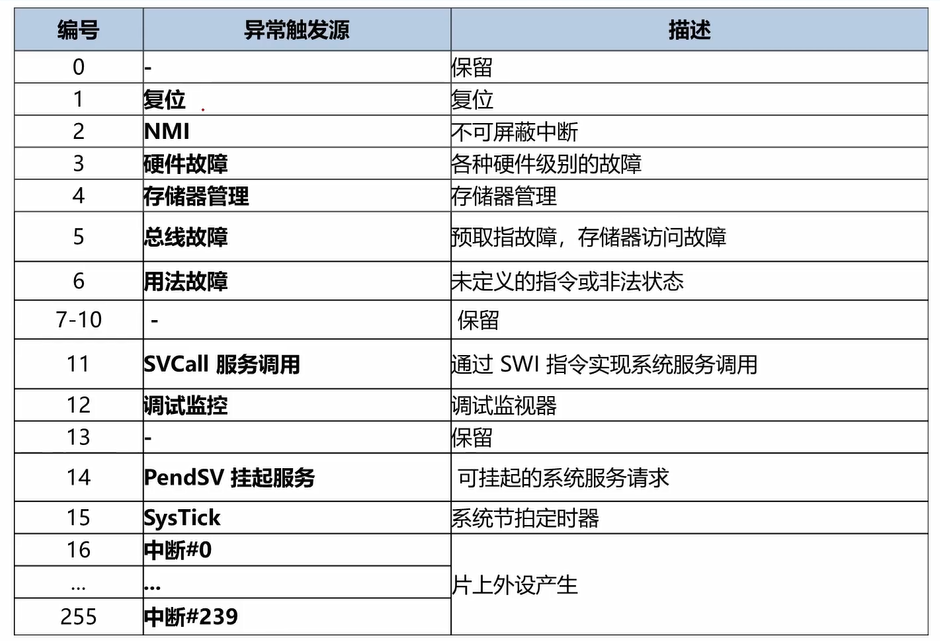 编号 异常触发源 描述
0 - 保留
1 复位 复位
2 NMI 不可屏蔽中断
3 硬件故障 各种硬件级别的故障
4 存储器管理 存储器管理
5 总线故障 预取指故障，存储器访问故障
6 用法故障 未定义的指令或非法状态
7-10 - 保留
11 SVCall 服务调用 通过 SWI 指令实现系统服务调用
12 调试监控 调试监视器
13 - 保留
14 PendSV 挂起服务 可挂起的系统服务请求
15 SysTick 系统节拍定时器
16 中断#0
... ... 片上外设产生
255 中断#239